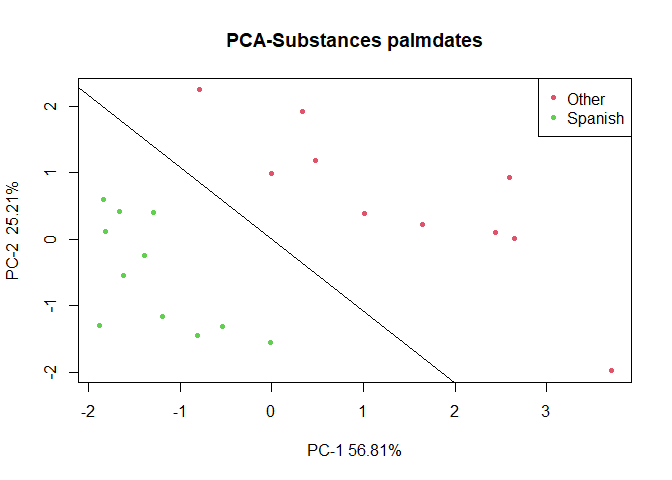 PCA-Substances palmdates
Other
Spanish
2
1
0
-1
-2
PC-2 25.21%
-2
-1
0
1
2
3
PC-1 56.81%